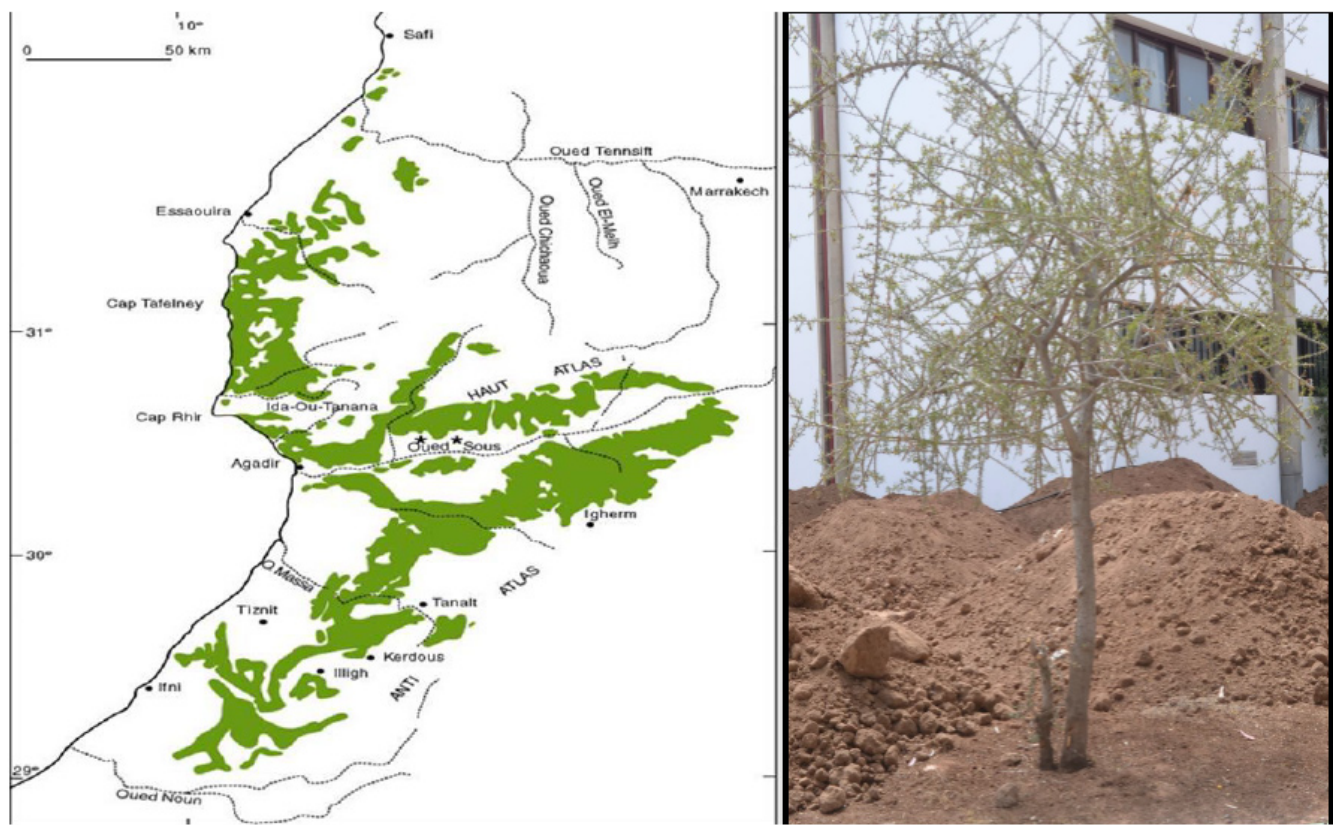 10°
0 50 km
Safi
Oued Tennsift
Marrakech
Oued Chichaoua
Oued El-Melh
Essaouira
Cap Tafelney
31°
HAUT ATLAS
Ida-Ou-Tanana
Cap Rhir
Oued Sous
Agadir
Igherm
30°
O. Massa
ATLAS
Tanalt
Tiznit
Kerdous
Illigh
ANTI
Ifni
29°
Oued Noun